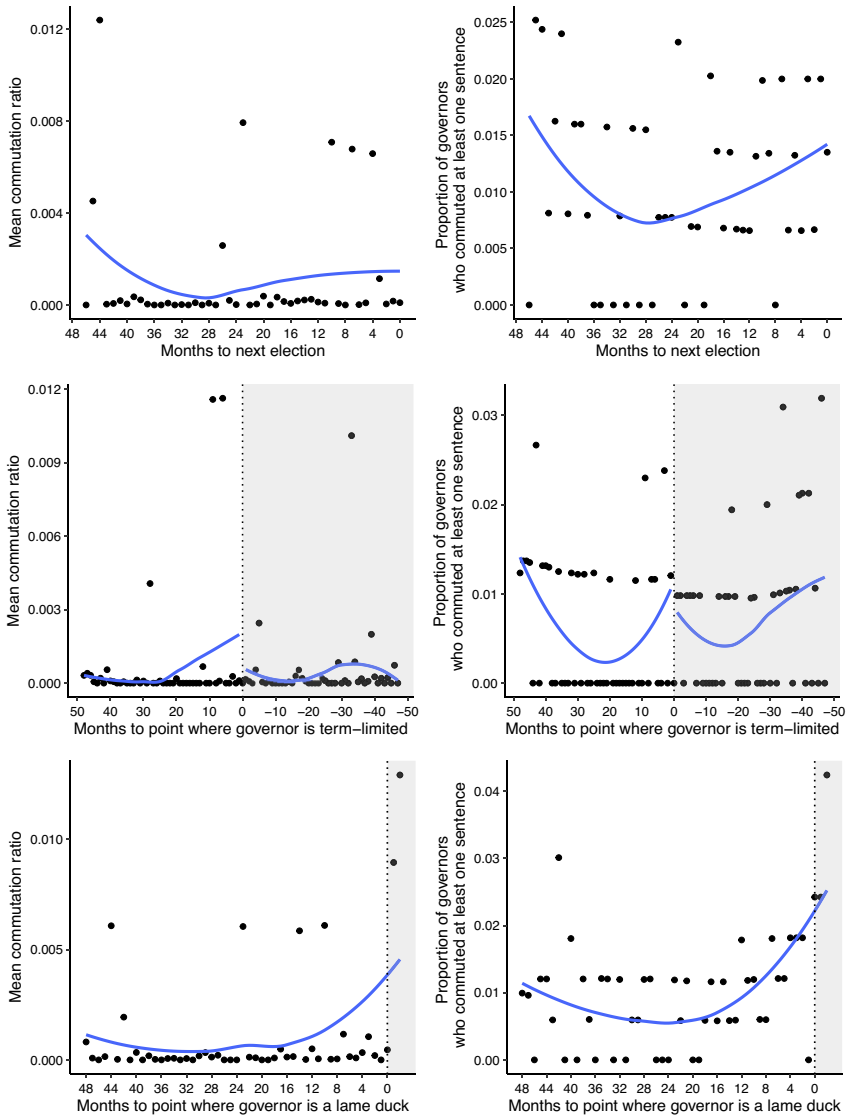 Mean commutation ratio
0.012
0.008
0.004
0.000
48 44 40 36 32 28 24 20 16 12 8 4 0
Months to next election
Proportion of governors
who commuted at least one sentence
0.025
0.020
0.015
0.010
0.005
0.000
48 44 40 36 32 28 24 20 16 12 8 4 0
Months to next election
Mean commutation ratio
0.012
0.009
0.006
0.003
0.000
50 40 30 20 10 0 -10 -20 -30 -40 -50
Months to point where governor is term-limited
Proportion of governors
who commuted at least one sentence
0.03
0.02
0.01
0.00
50 40 30 20 10 0 -10 -20 -30 -40 -50
Months to point where governor is term-limited
Mean commutation ratio
0.010
0.005
0.000
48 44 40 36 32 28 24 20 16 12 8 4 0
Months to point where governor is a lame duck
Proportion of governors
who commuted at least one sentence
0.04
0.03
0.02
0.01
0.00
48 44 40 36 32 28 24 20 16 12 8 4 0
Months to point where governor is a lame duck